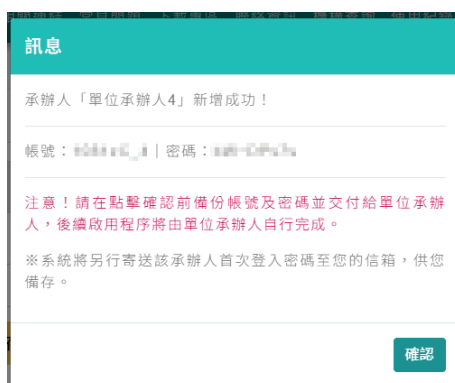 訊息
承辦人「單位承辦人4」新增成功！
帳號：
｜密碼：
注意！請在點擊確認前備份帳號及密碼並交付給單位承辦
人，後續啟用程序將由單位承辦人自行完成。
※系統將另行寄送該承辦人首次登入密碼至您的信箱，供您
備存。
確認